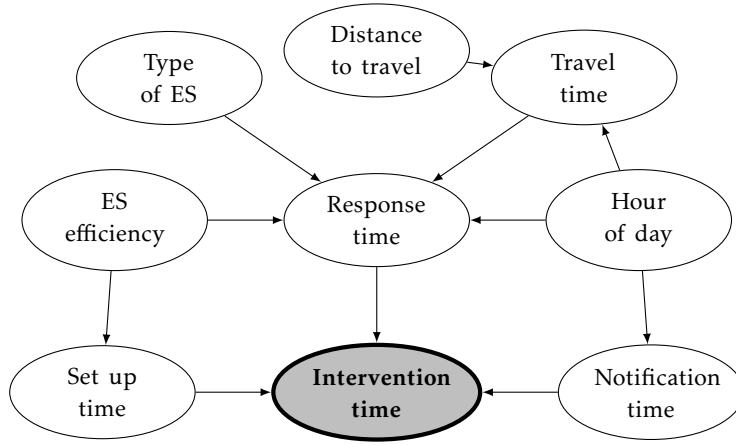 Distance
to travel
Type
of ES
Travel
time
ES
efficiency
Response
time
Hour
of day
Set up
time
Intervention
time
Notification
time